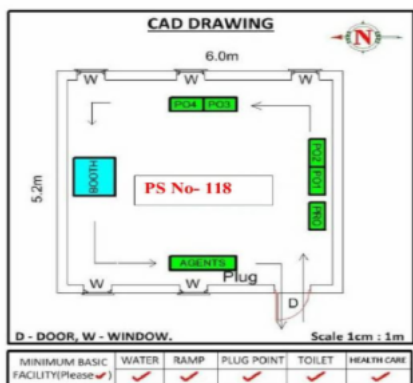 CAD DRAWING
N
6.0m
W W W
PO4 PO3
5.2m
BOOTH
PS No- 118
PO2
PO1
PRO
AGENTS
Plug
W W
D
D - DOOR, W - WINDOW. Scale 1cm : 1m
MINIMUM BASIC FACILITY(Please✓) WATER RAMP PLUG POINT TOILET HEALTH CARE
✓ ✓ ✓ ✓ ✓